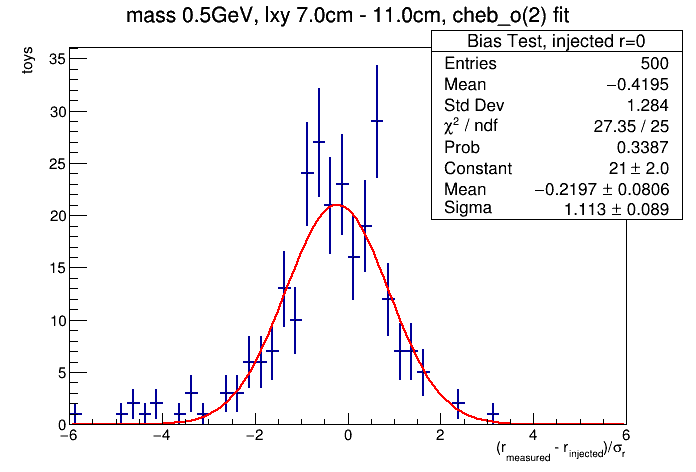 mass 0.5GeV, lxy 7.0cm - 11.0cm, cheb_o(2) fit
toys
Bias Test, injected r=0
Entries 500
Mean −0.4195
Std Dev 1.284
χ² / ndf 27.35 / 25
Prob 0.3387
Constant 21 ± 2.0
Mean −0.2197 ± 0.0806
Sigma 1.113 ± 0.089
35
30
25
20
15
10
5
0
−6 −4 −2 0 2 4 6
(r_measured - r_injected)/σ_r